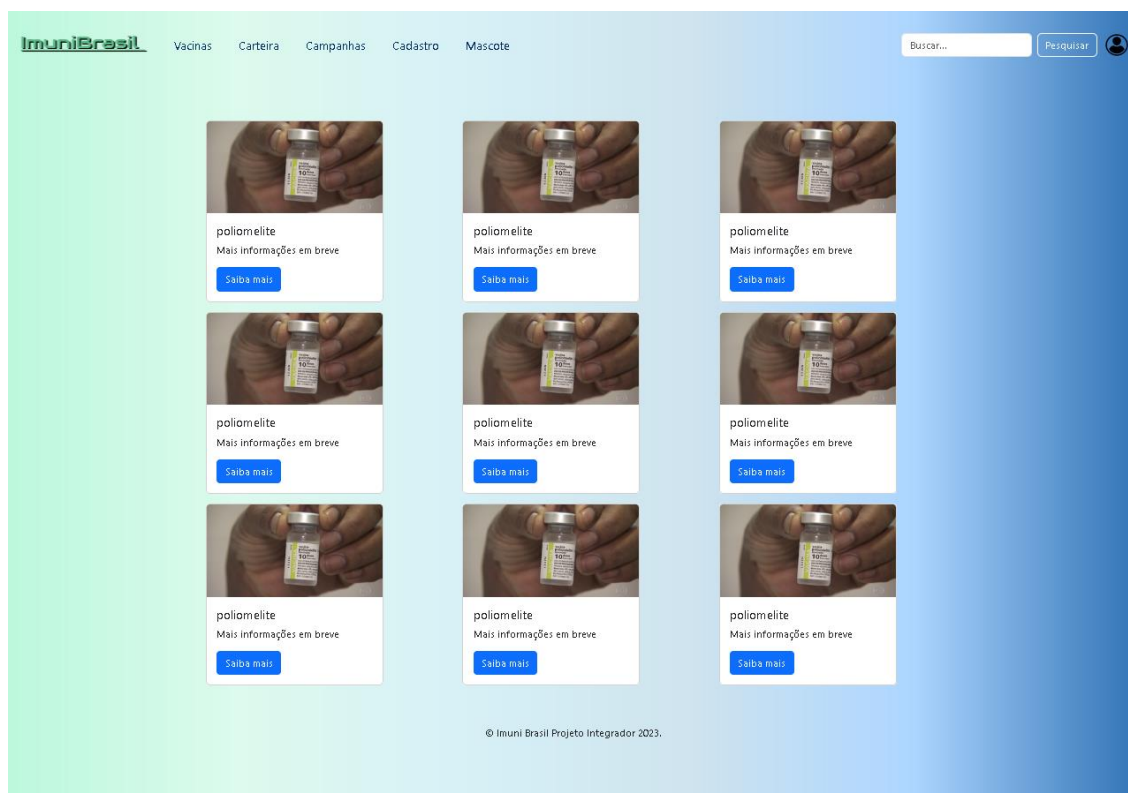 ImuniBrasil Vacinas Carteira Campanhas Cadastro Mascote Buscar... Pesquisar
poliomelite poliomelite poliomelite
Mais informações em breve Mais informações em breve Mais informações em breve
Saiba mais Saiba mais Saiba mais
poliomelite poliomelite poliomelite
Mais informações em breve Mais informações em breve Mais informações em breve
Saiba mais Saiba mais Saiba mais
poliomelite poliomelite poliomelite
Mais informações em breve Mais informações em breve Mais informações em breve
Saiba mais Saiba mais Saiba mais
© Imuni Brasil Projeto Integrador 2023.